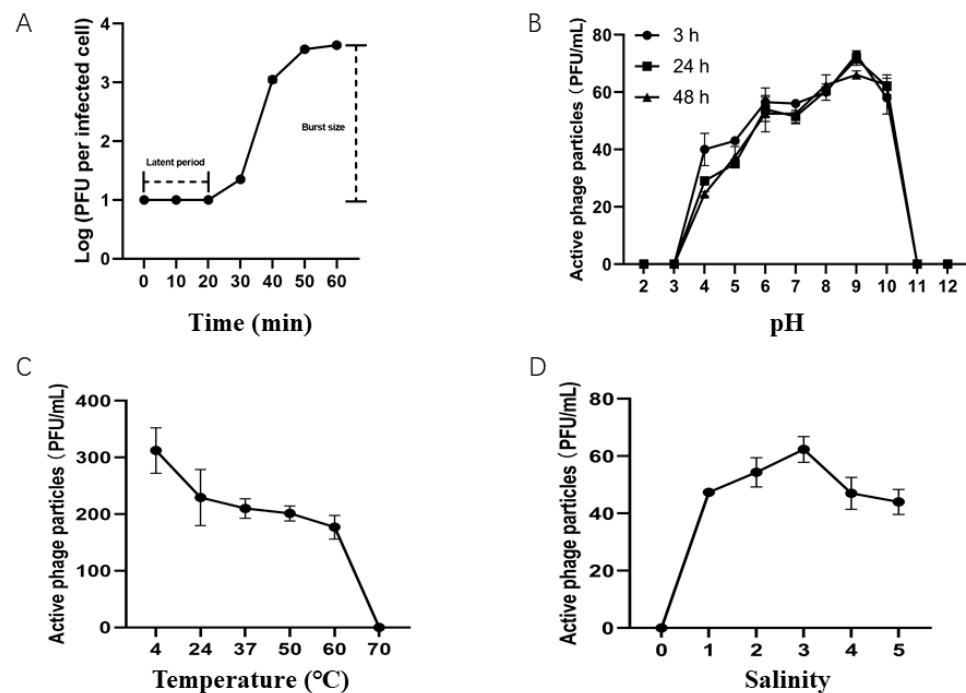 A
Log (PFU per infected cell)
4
3
2
1
0
Latent period
Burst size
0 10 20 30 40 50 60
Time (min)
B
Active phage particles（PFU/mL)
80
60
40
20
0
3 h
24 h
48 h
2 3 4 5 6 7 8 9 10 11 12
pH
C
Active phage particles（PFU/mL)
400
300
200
100
0
4 24 37 50 60 70
Temperature (℃)
D
Active phage particles（PFU/mL)
80
60
40
20
0
0 1 2 3 4 5
Salinity